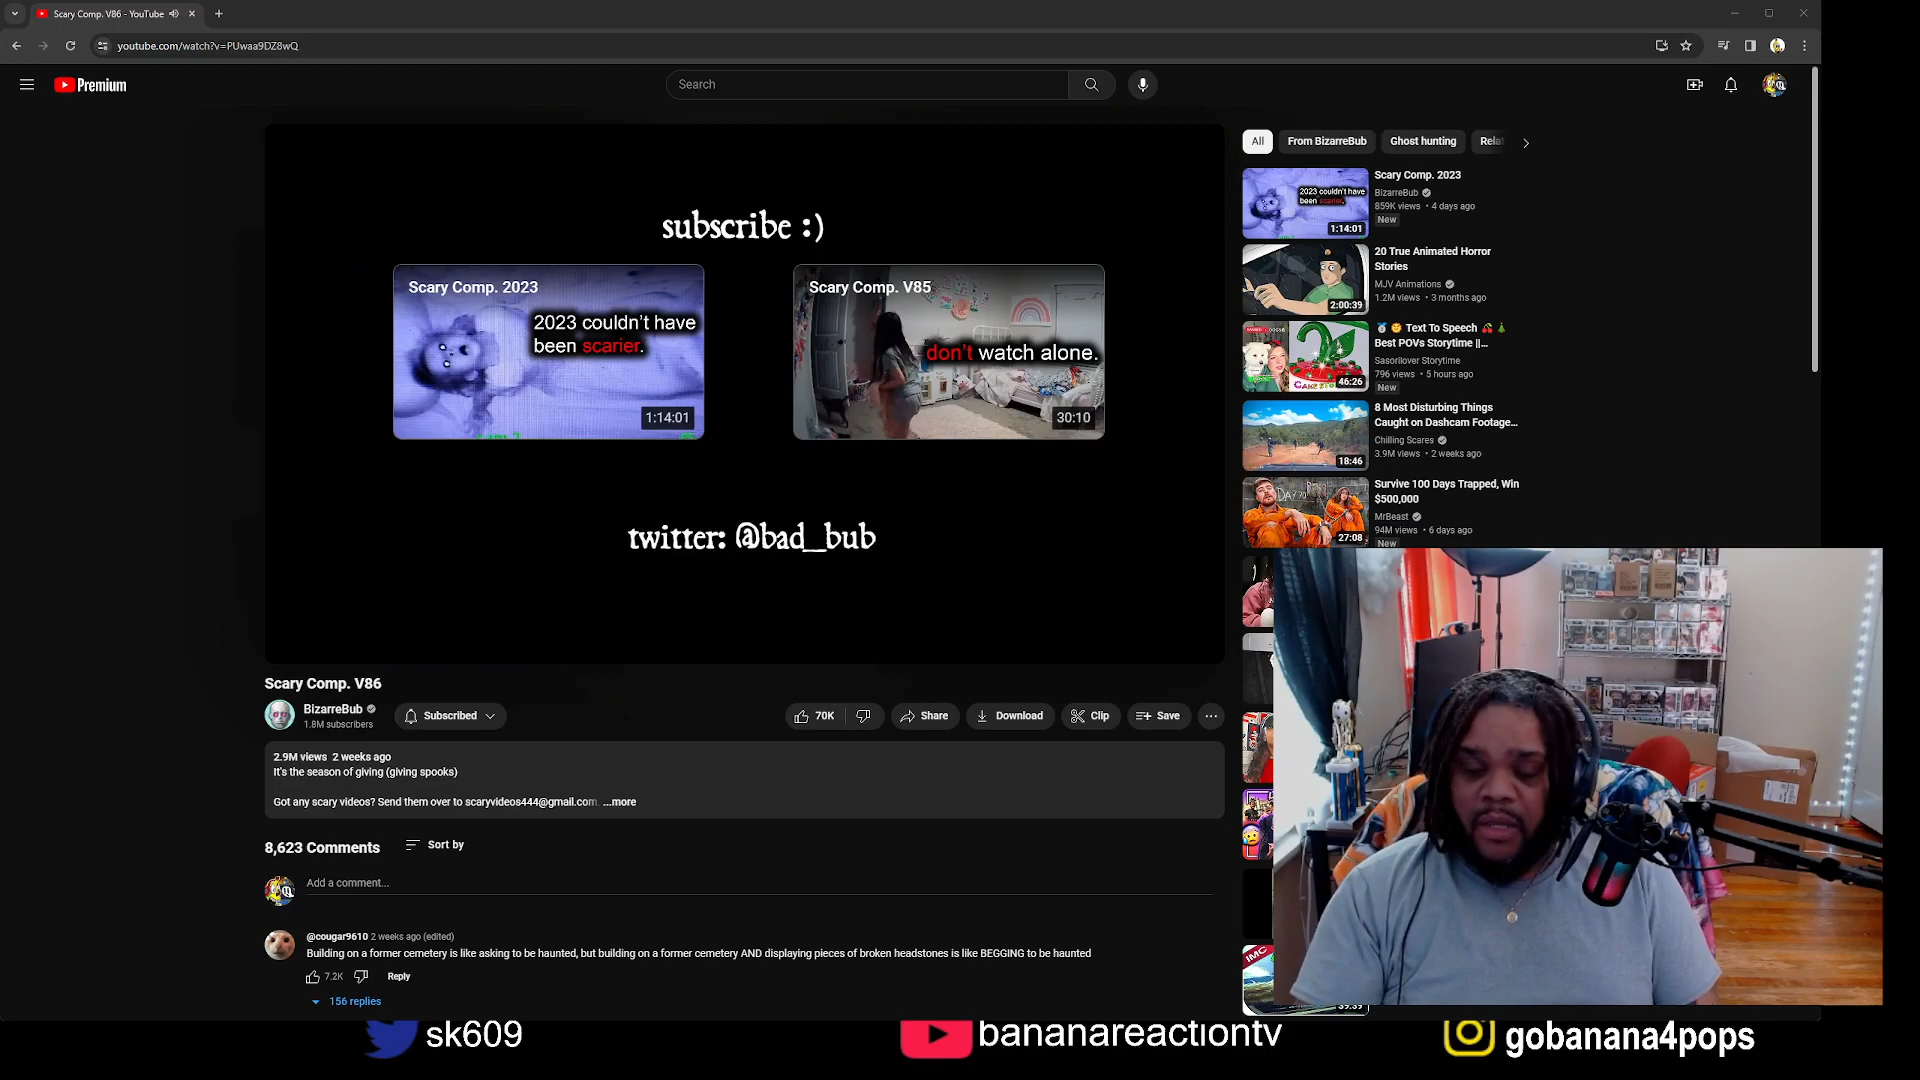 Scary Comp. V86 - YouTube
youtube.com/watch?v=PUwaa9DZ8wQ
Premium
Search
subscribe :)
Scary Comp. 2023
2023 couldn't have
been scarier.
1:14:01
Scary Comp. V85
don't watch alone.
30:10
twitter: @bad_bub
Scary Comp. V86
BizarreBub
1.8M subscribers
Subscribed
70K
Share
Download
Clip
Save
2.9M views 2 weeks ago
It's the season of giving (giving spooks)
Got any scary videos? Send them over to scaryvideos444@gmail.com. ...more
8,623 Comments
Sort by
Add a comment...
@cougar9610 2 weeks ago (edited)
Building on a former cemetery is like asking to be haunted, but building on a former cemetery AND displaying pieces of broken headstones is like BEGGING to be haunted
7.2K
Reply
156 replies
All
From BizarreBub
Ghost hunting
2023 couldn't have
been scarier.
1:14:01
Scary Comp. 2023
BizarreBub
859K views • 4 days ago
New
2:00:39
20 True Animated Horror
Stories
MJV Animations
1.2M views • 3 months ago
46:26
Text To Speech
Best POVs Storytime ||...
Sasorilover Storytime
796 views • 5 hours ago
New
18:46
8 Most Disturbing Things
Caught on Dashcam Footage...
Chilling Scares
3.9M views • 2 weeks ago
27:08
Survive 100 Days Trapped, Win
$500,000
MrBeast
94M views • 6 days ago
New
IMC
sk609
bananareactiontv
gobanana4pops